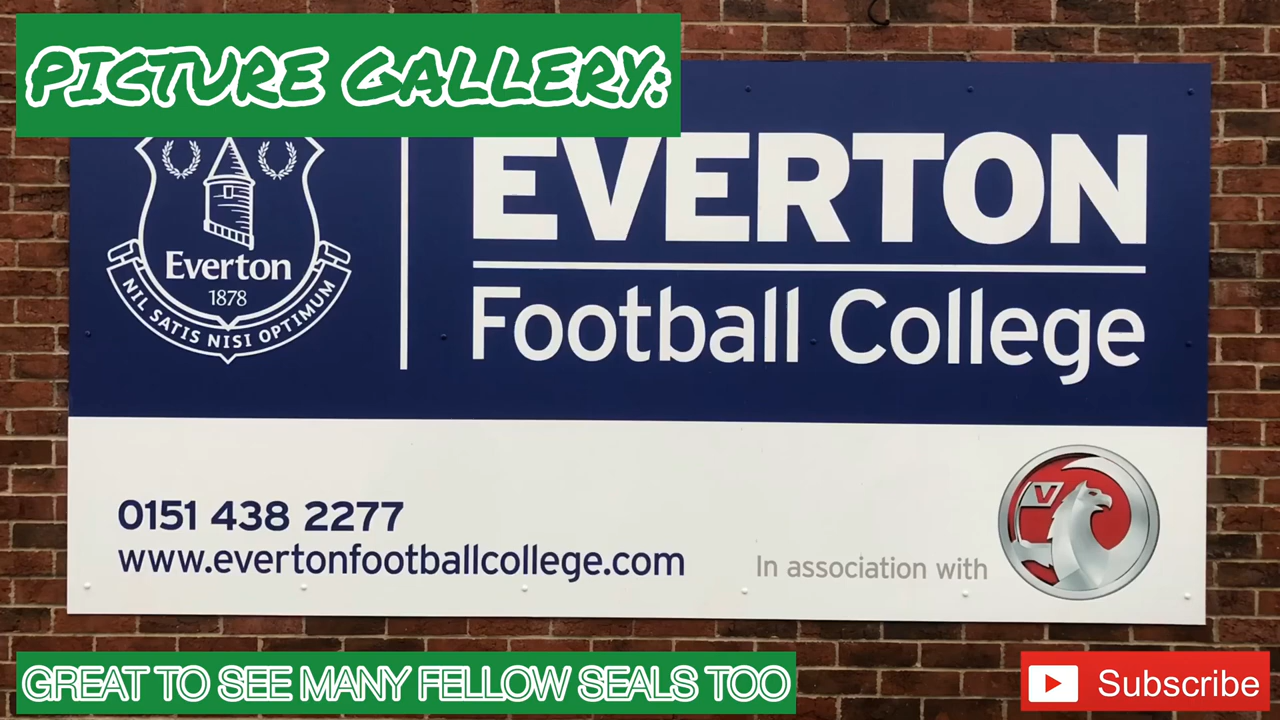 PICTURE GALLERY:
EVERTON
Football College
Everton
1878
NIL SATIS NISI OPTIMUM
0151 438 2277
www.evertonfootballcollege.com
In association with
V
GREAT TO SEE MANY FELLOW SEALS TOO
Subscribe